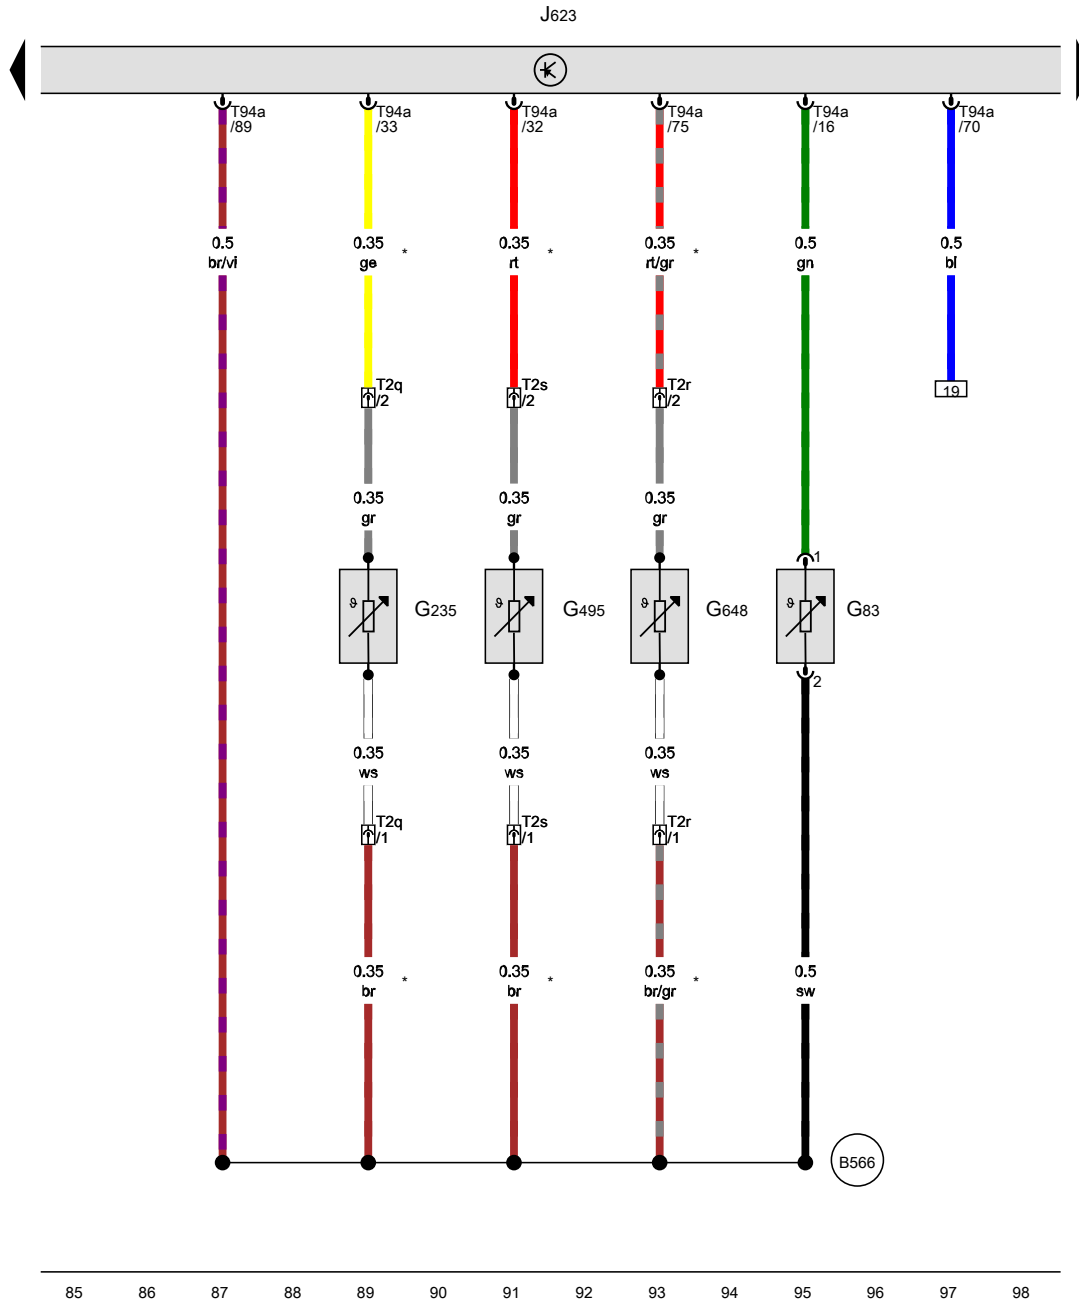 J623
T94a T94a T94a T94a T94a T94a
/89 /33 /32 /75 /16 /70
0.5 0.35 * 0.35 * 0.35 * 0.5 0.5
br/vi ge rt rt/gr gn bl
T2q T2s T2r
/2 /2 /2
19
0.35 0.35 0.35
gr gr gr
1
ϑ G235 ϑ G495 ϑ G648 ϑ G83
2
0.35 0.35 0.35
ws ws ws
T2q T2s T2r
/1 /1 /1
0.35 * 0.35 * 0.35 * 0.5
br br br/gr sw
B566
85 86 87 88 89 90 91 92 93 94 95 96 97 98